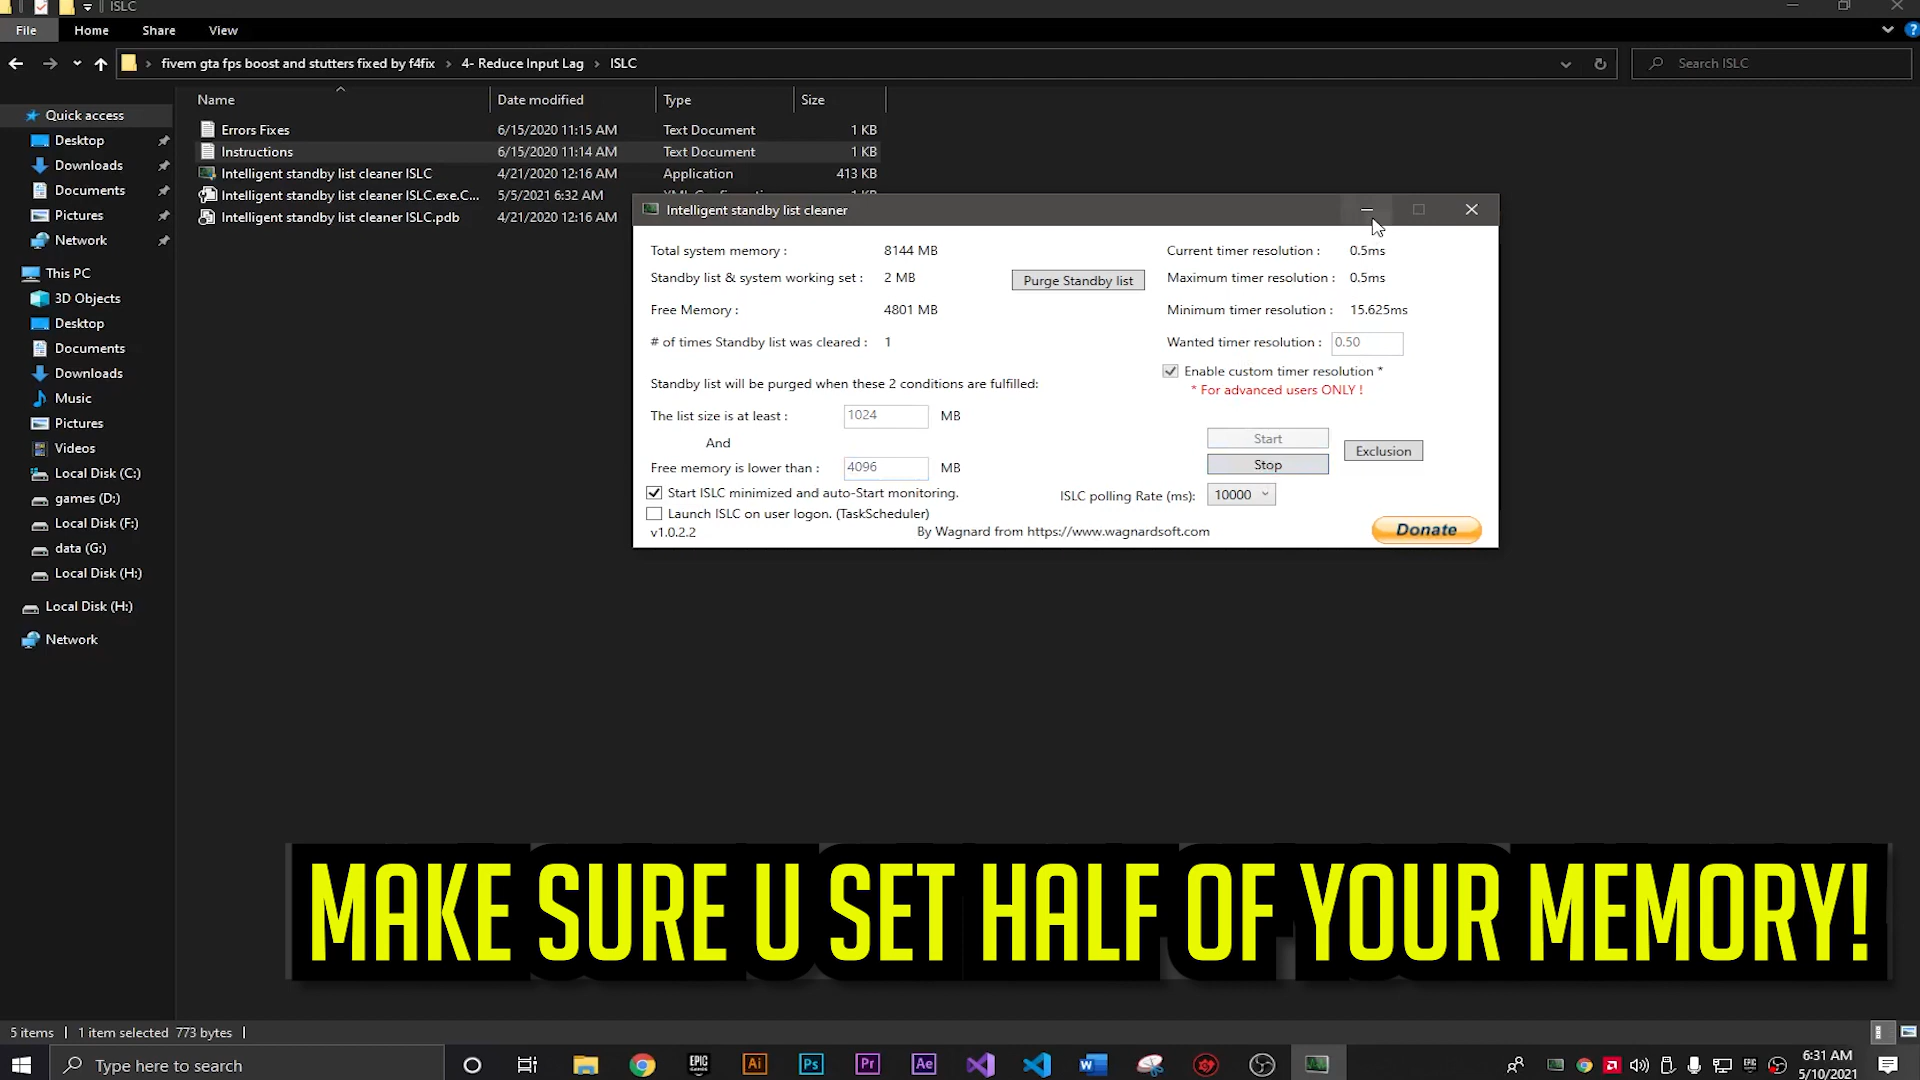 ISLC
File Home Share View
fivem gta fps boost and stutters fixed by f4fix › 4- Reduce Input Lag › ISLC
Search ISLC
Name Date modified Type Size
Errors Fixes 6/15/2020 11:15 AM Text Document 1 KB
Instructions 6/15/2020 11:14 AM Text Document 1 KB
Intelligent standby list cleaner ISLC 4/21/2020 12:16 AM Application 413 KB
Intelligent standby list cleaner ISLC.exe.C... 5/5/2021 6:32 AM
Intelligent standby list cleaner ISLC.pdb 4/21/2020 12:16 AM
Quick access
Desktop
Downloads
Documents
Pictures
Network
This PC
3D Objects
Desktop
Documents
Downloads
Music
Pictures
Videos
Local Disk (C:)
games (D:)
Local Disk (F:)
data (G:)
Local Disk (H:)
Local Disk (H:)
Network
Intelligent standby list cleaner
Total system memory : 8144 MB
Standby list & system working set : 2 MB
Purge Standby list
Free Memory : 4801 MB
# of times Standby list was cleared : 1
Standby list will be purged when these 2 conditions are fulfilled:
The list size is at least : 1024 MB
And
Free memory is lower than : 4096 MB
Start ISLC minimized and auto-Start monitoring.
Launch ISLC on user logon. (TaskScheduler)
v1.0.2.2
By Wagnard from https://www.wagnardsoft.com
Current timer resolution : 0.5ms
Maximum timer resolution : 0.5ms
Minimum timer resolution : 15.625ms
Wanted timer resolution : 0.50
Enable custom timer resolution *
* For advanced users ONLY !
Start
Stop
Exclusion
ISLC polling Rate (ms): 10000
Donate
MAKE SURE U SET HALF OF YOUR MEMORY!
5 items 1 item selected 773 bytes
Type here to search
EPIC GAMES
Ai
Ps
Pr
Ae
6:31 AM
5/10/2021